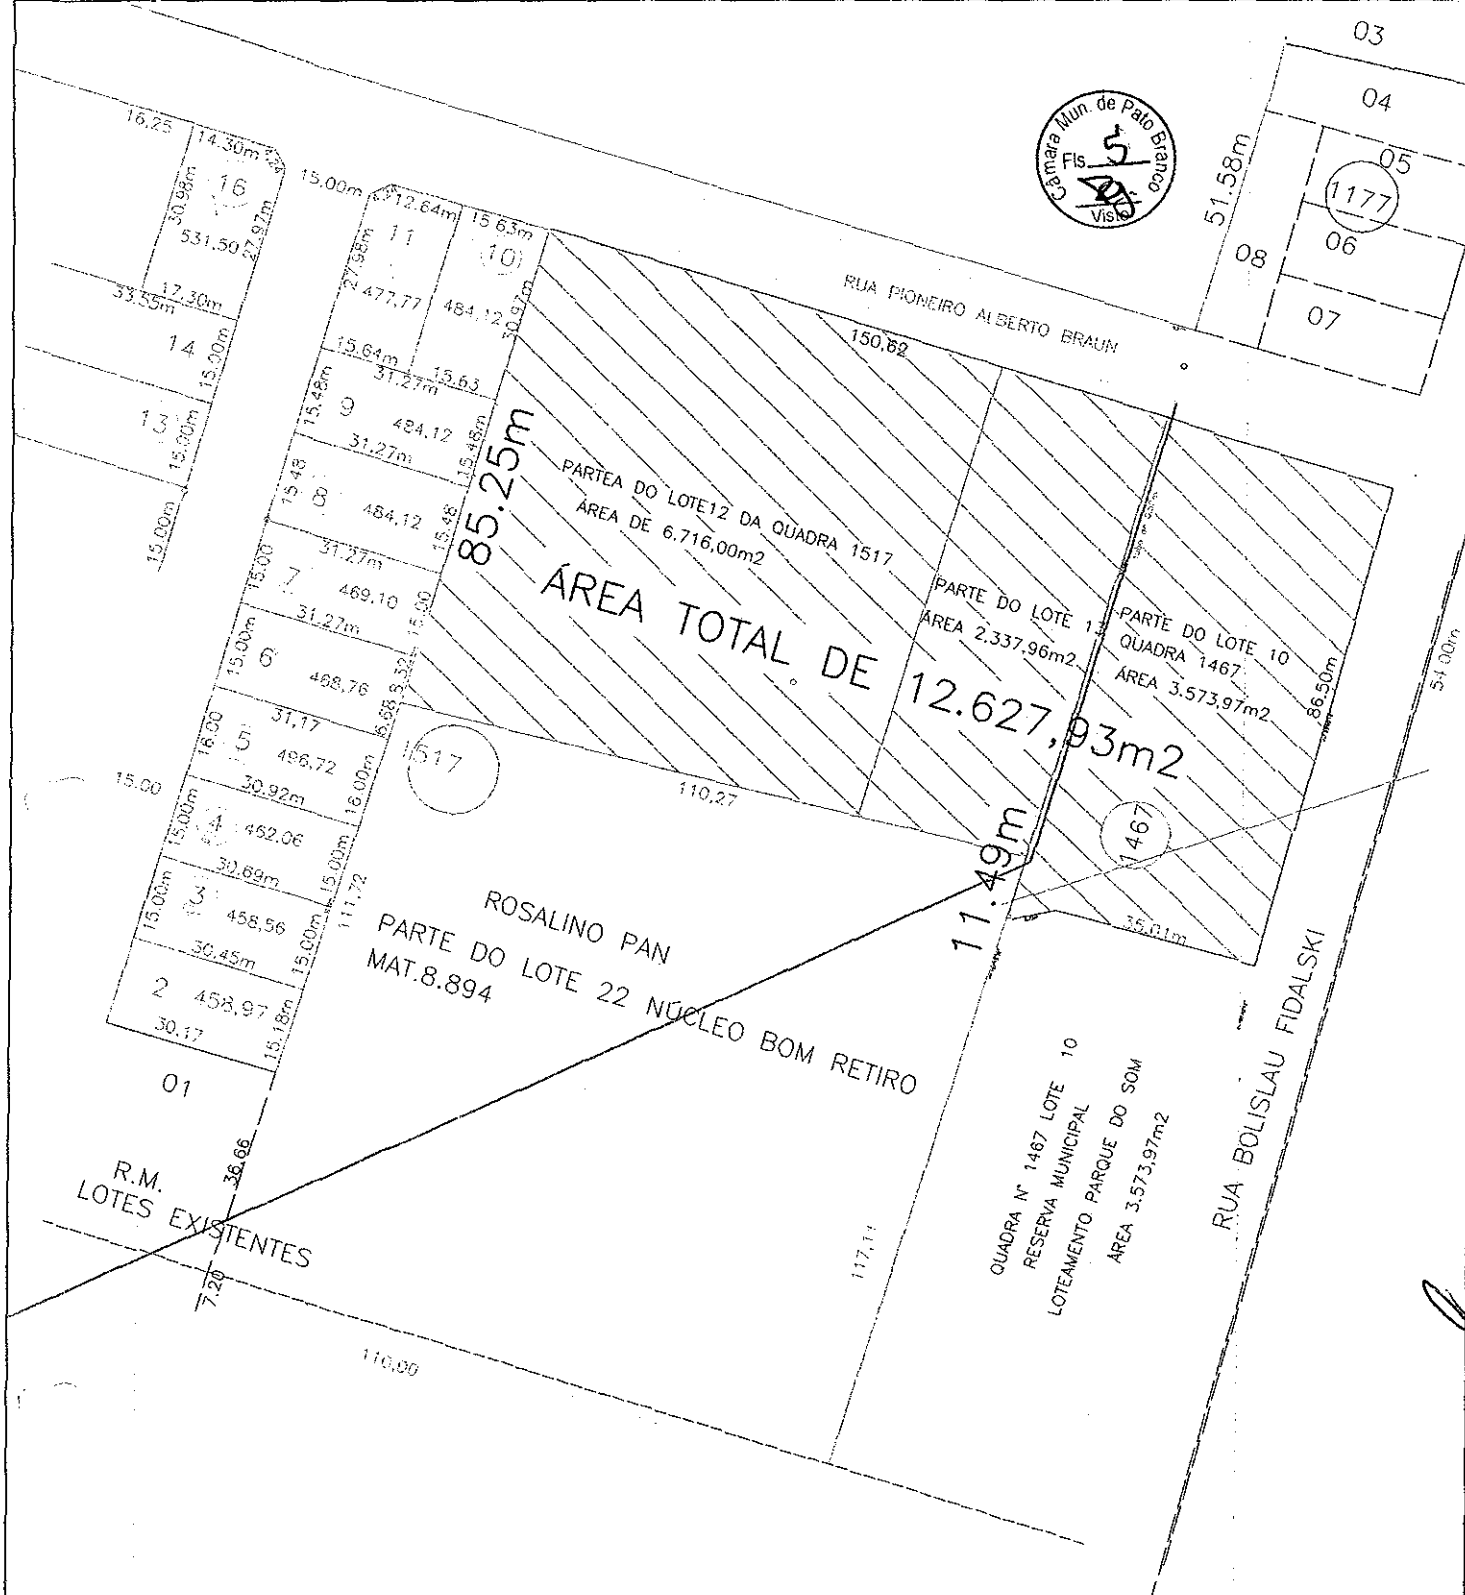 03
04
05
1177
06
08
07
51.58m
Câmara Mun. de Pato Branco
Fls. 5
Visto
16,25
14.30m
16
30.98m
531,50
27.97m
17.30m
33.55m
14
15.00m
13
15.00m
15.00m
15.00m
12.64m
15.63m
11
10
27.98m
477,77
484,12
30.97m
15.64m
15.63
31.27m
15.48m
9
484,12
15.48m
31.27m
15.48
8
484,12
15.48
31.27m
15.00
7
469,10
15.00
31.27m
15.00m
6
468,76
8.32
6.68
31,17
16.00
5
496,72
16.00m
30.92m
15.00
15.00m
4
462.06
15.00m
30.69m
15.00m
3
458,56
15.00m
111,72
30.45m
2
458,97
15.18m
30.17
01
36.66
R.M.
LOTES EXISTENTES
7.20
110,00
RUA PIONEIRO ALBERTO BRAUN
150,62
85.25m
PARTEA DO LOTE12 DA QUADRA 1517
ÁREA DE 6.716,00m2
ÁREA TOTAL DE 12.627,93m2
PARTE DO LOTE
ÁREA 2.337,96m2
PARTE DO LOTE 10
QUADRA 1467
ÁREA 3.573,97m2
86.50m
54.00m
1517
110,27
1467
11.49m
35.01m
ROSALINO PAN
PARTE DO LOTE 22 NÚCLEO BOM RETIRO
MAT.8.894
117,11
QUADRA Nº 1467 LOTE 10
RESERVA MUNICIPAL
LOTEAMENTO PARQUE DO SOM
ÁREA 3.573,97m2
RUA BOLISLAU FIDALSKI